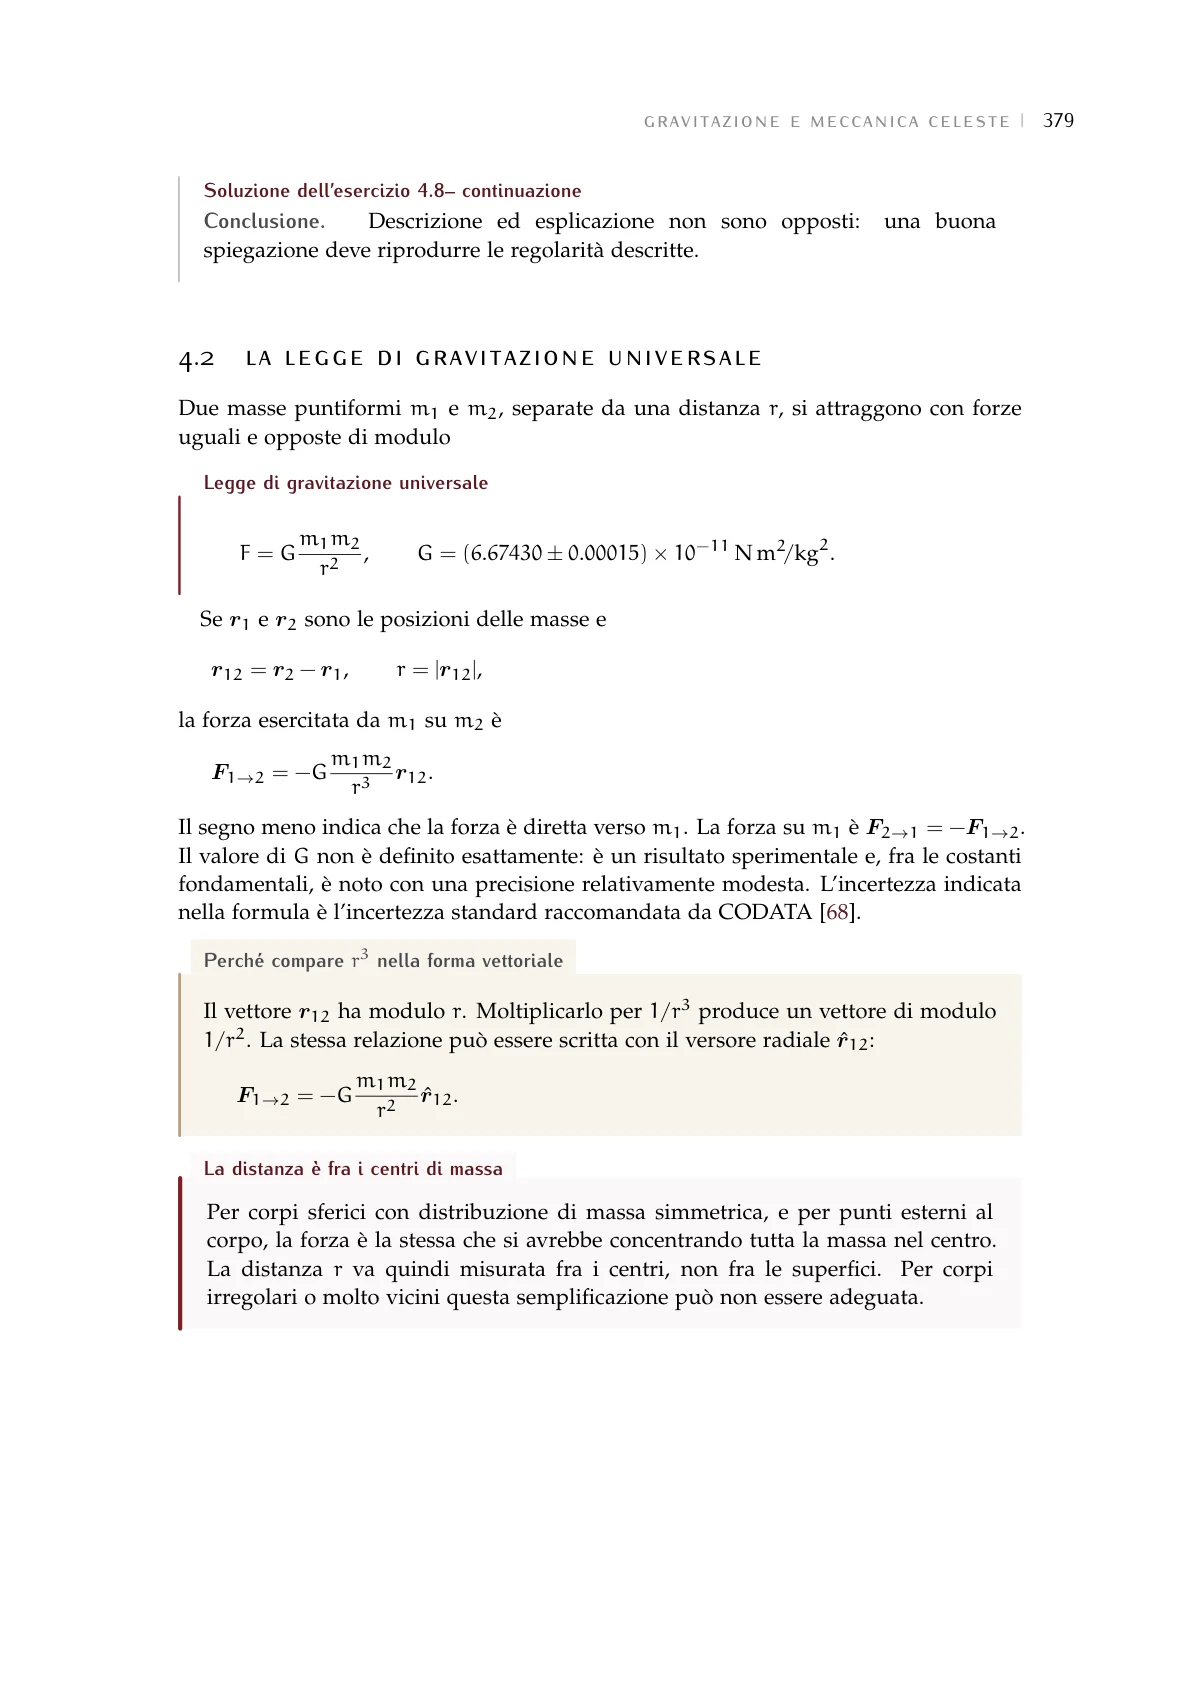 GRAVITAZIONE E MECCANICA CELESTE | 379
Soluzione dell'esercizio 4.8– continuazione
Conclusione. Descrizione ed esplicazione non sono opposti: una buona
spiegazione deve riprodurre le regolarità descritte.
4.2 LA LEGGE DI GRAVITAZIONE UNIVERSALE
Due masse puntiformi m₁ e m₂, separate da una distanza r, si attraggono con forze
uguali e opposte di modulo
Legge di gravitazione universale
F = G m₁m₂/r², G = (6.67430 ± 0.00015) × 10⁻¹¹ N m²/kg².
Se r₁ e r₂ sono le posizioni delle masse e
r₁₂ = r₂ − r₁, r = |r₁₂|,
la forza esercitata da m₁ su m₂ è
F₁→₂ = −G m₁m₂/r³ r₁₂.
Il segno meno indica che la forza è diretta verso m₁. La forza su m₁ è F₂→₁ = −F₁→₂.
Il valore di G non è definito esattamente: è un risultato sperimentale e, fra le costanti
fondamentali, è noto con una precisione relativamente modesta. L'incertezza indicata
nella formula è l'incertezza standard raccomandata da CODATA [68].
Perché compare r³ nella forma vettoriale
Il vettore r₁₂ ha modulo r. Moltiplicarlo per 1/r³ produce un vettore di modulo
1/r². La stessa relazione può essere scritta con il versore radiale r̂₁₂:
F₁→₂ = −G m₁m₂/r² r̂₁₂.
La distanza è fra i centri di massa
Per corpi sferici con distribuzione di massa simmetrica, e per punti esterni al
corpo, la forza è la stessa che si avrebbe concentrando tutta la massa nel centro.
La distanza r va quindi misurata fra i centri, non fra le superfici. Per corpi
irregolari o molto vicini questa semplificazione può non essere adeguata.